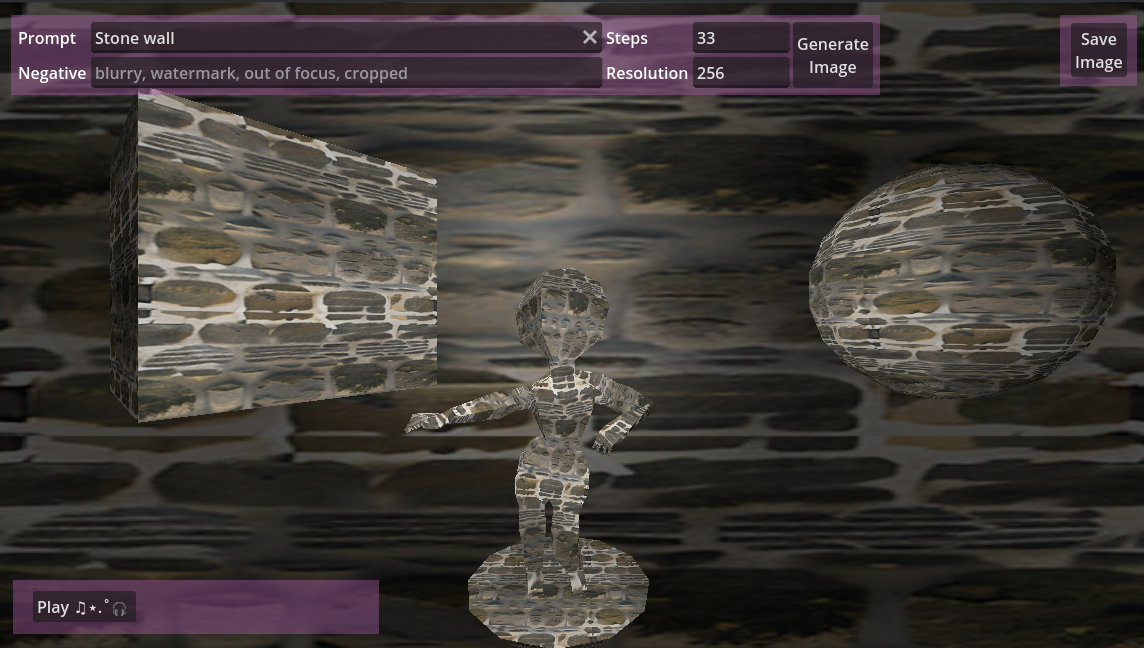 Prompt Stone wall ✕ Steps 33
Negative blurry, watermark, out of focus, cropped Resolution 256
Generate
Image
Save
Image
Play ♫⋆.˚🎧